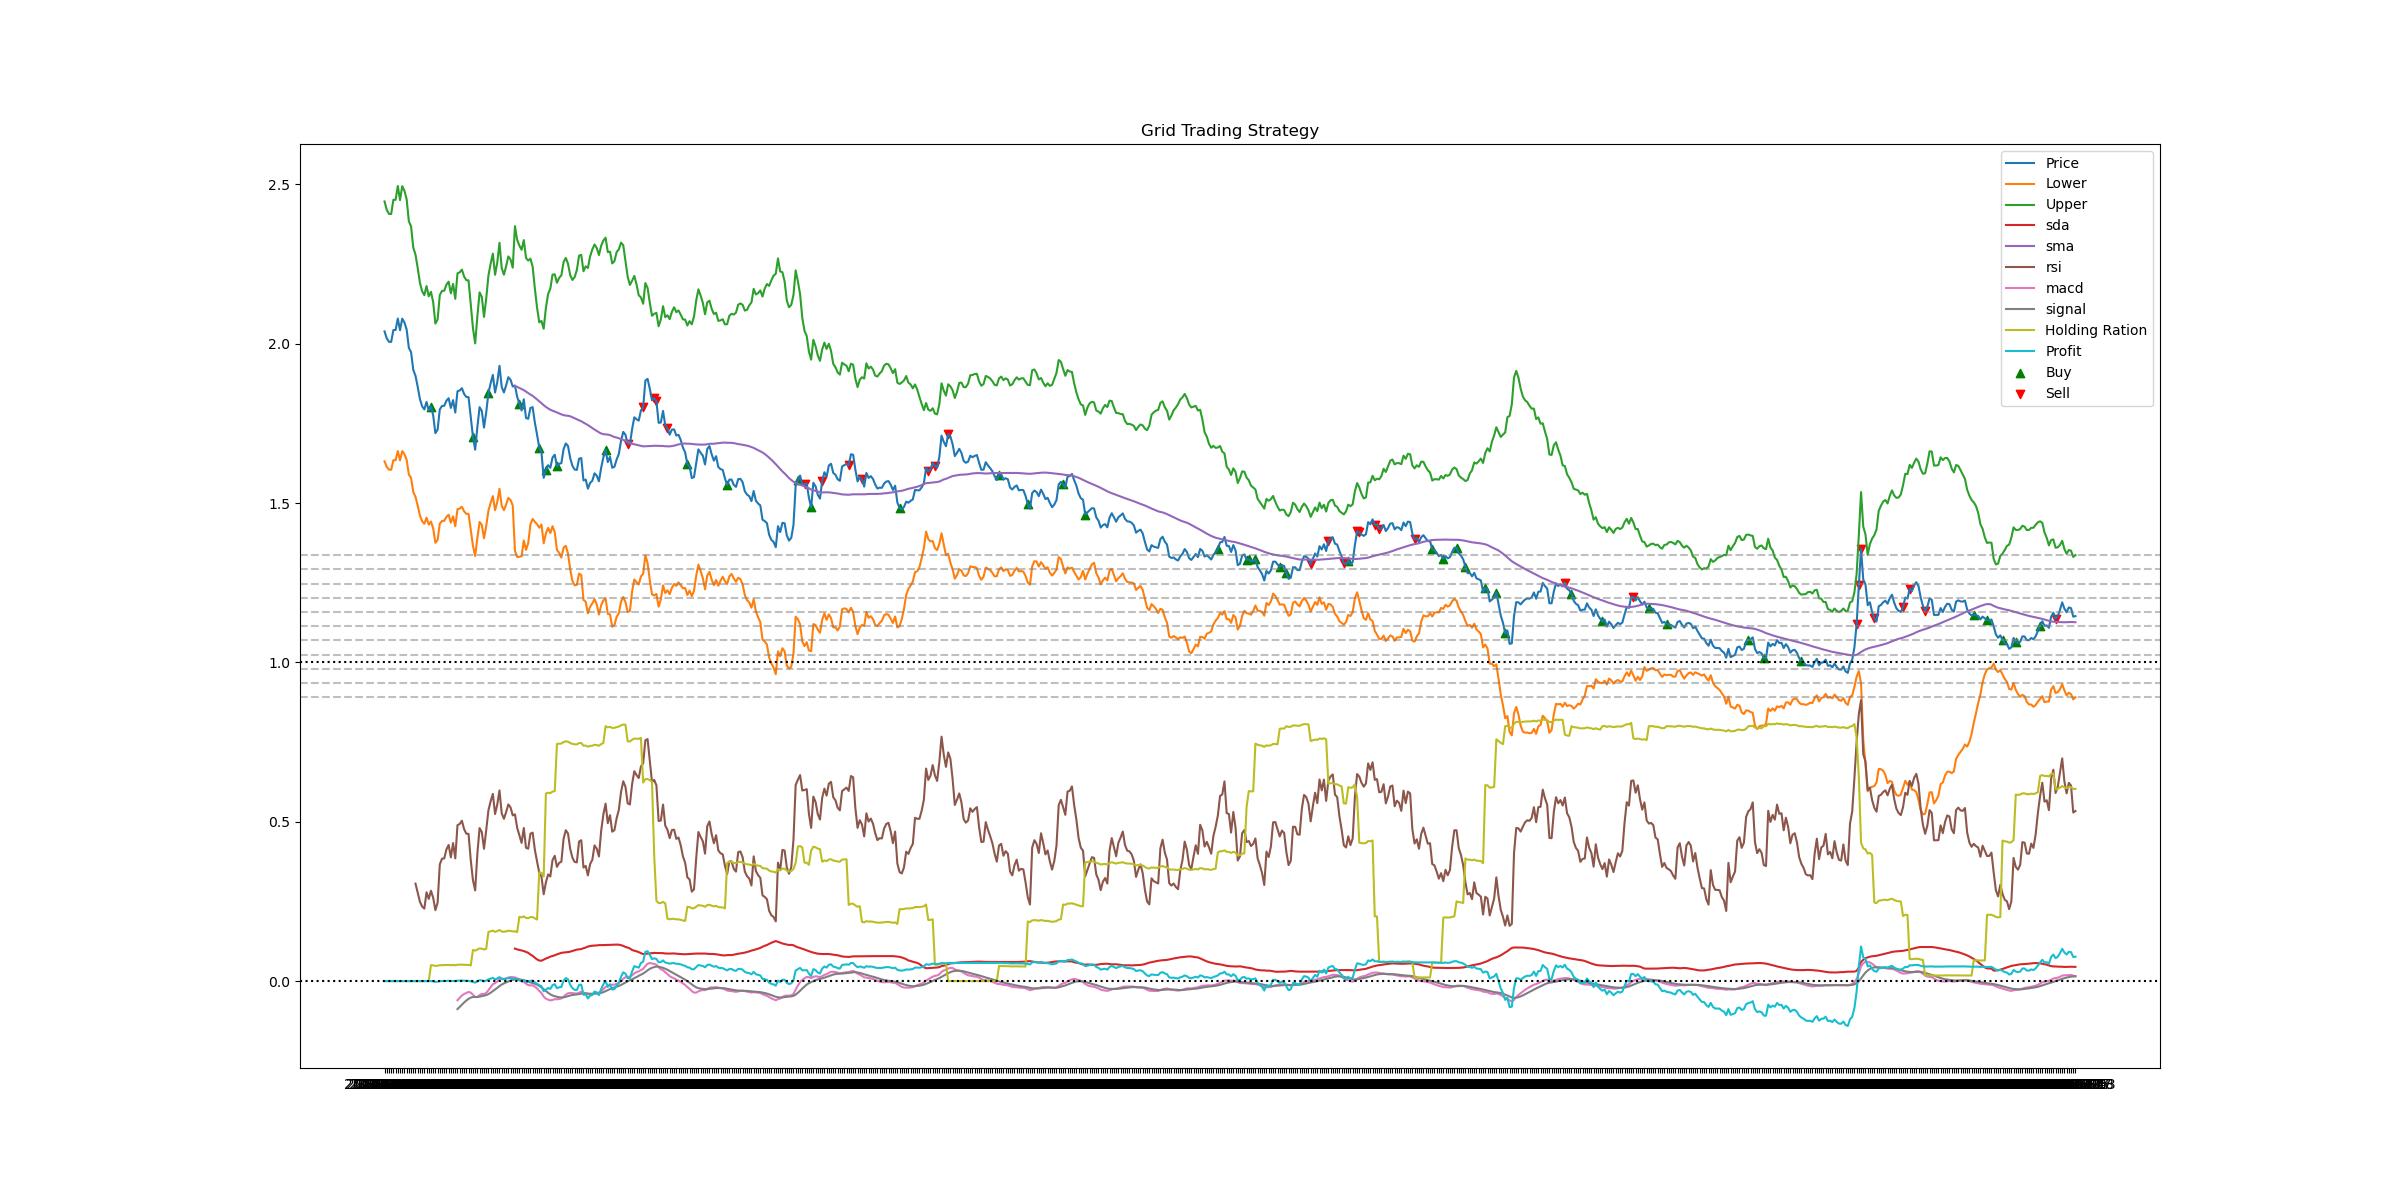 Grid Trading Strategy
2.5
2.0
1.5
1.0
0.5
0.0
Price
Lower
Upper
sda
sma
rsi
macd
signal
Holding Ration
Profit
Buy
Sell